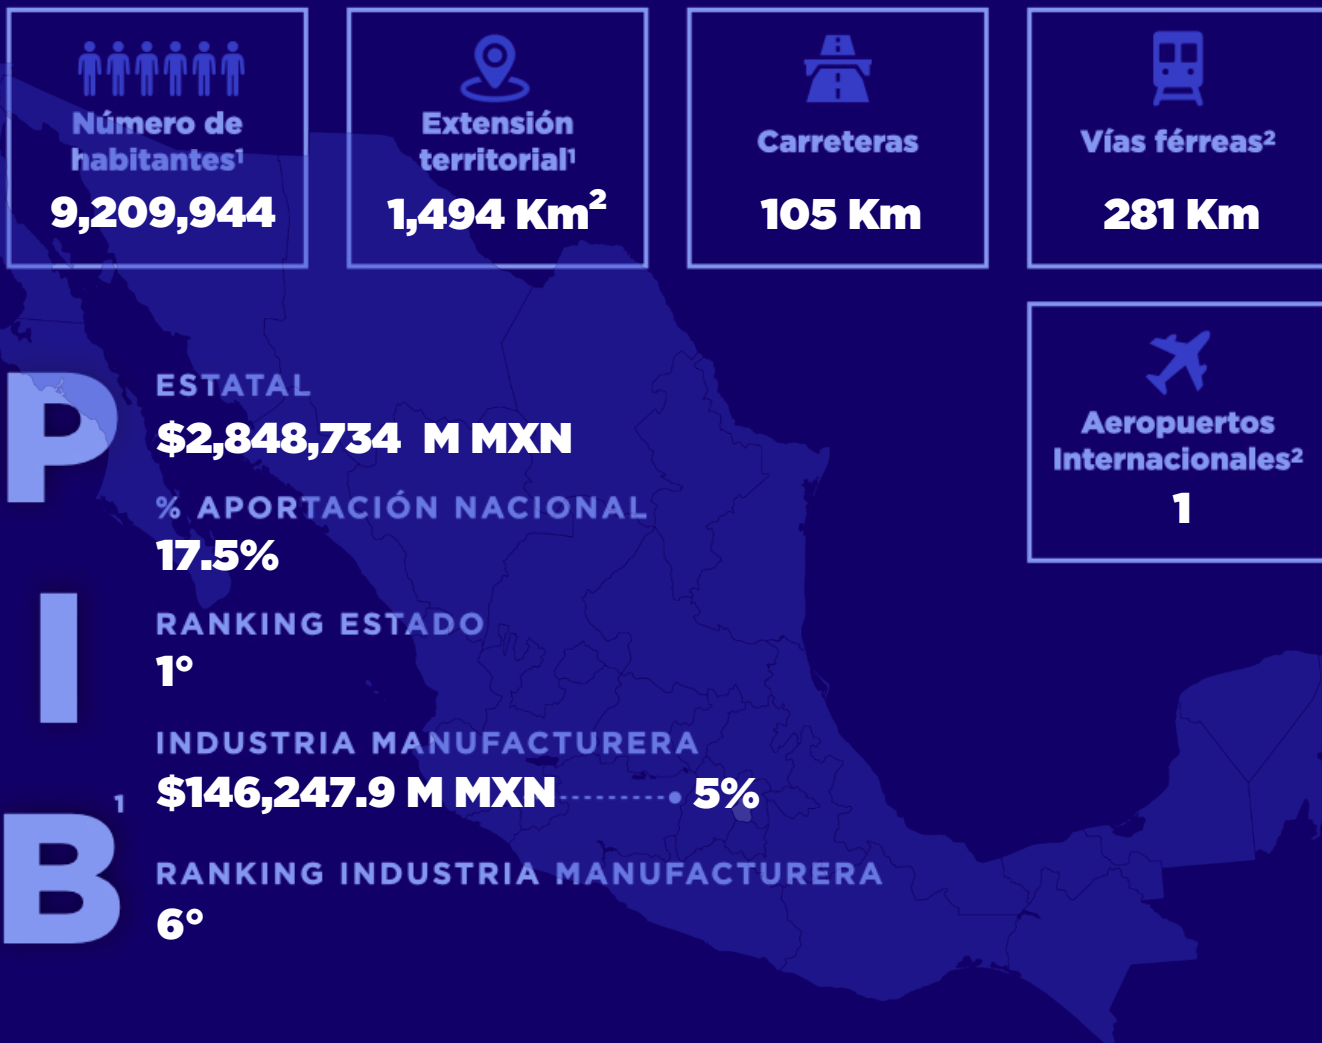 Número de
habitantes¹
9,209,944
Extensión
territorial¹
1,494 Km²
Carreteras
105 Km
Vías férreas²
281 Km
Aeropuertos
Internacionales²
1
PIB¹
ESTATAL
$2,848,734 M MXN
% APORTACIÓN NACIONAL
17.5%
RANKING ESTADO
1°
INDUSTRIA MANUFACTURERA
$146,247.9 M MXN 5%
RANKING INDUSTRIA MANUFACTURERA
6°